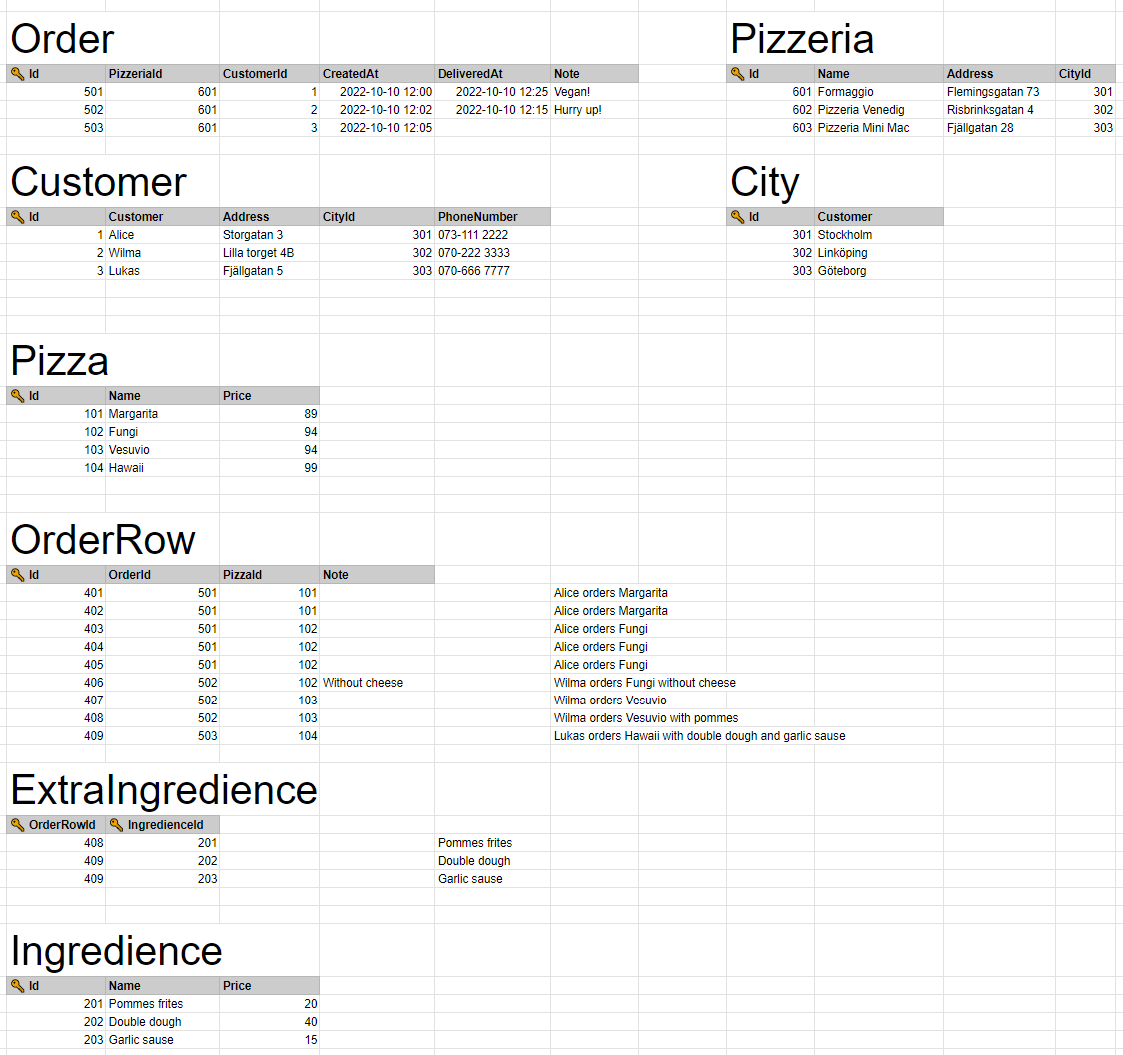 Order
Pizzeria
Id PizzeriaId CustomerId CreatedAt DeliveredAt Note
Id Name Address CityId
501 601 1 2022-10-10 12:00 2022-10-10 12:25 Vegan!
601 Formaggio Flemingsgatan 73 301
502 601 2 2022-10-10 12:02 2022-10-10 12:15 Hurry up!
602 Pizzeria Venedig Risbrinksgatan 4 302
503 601 3 2022-10-10 12:05
603 Pizzeria Mini Mac Fjällgatan 28 303
Customer
City
Id Customer Address CityId PhoneNumber
Id Customer
1 Alice Storgatan 3 301 073-111 2222
301 Stockholm
2 Wilma Lilla torget 4B 302 070-222 3333
302 Linköping
3 Lukas Fjällgatan 5 303 070-666 7777
303 Göteborg
Pizza
Id Name Price
101 Margarita 89
102 Fungi 94
103 Vesuvio 94
104 Hawaii 99
OrderRow
Id OrderId PizzaId Note
401 501 101 Alice orders Margarita
402 501 101 Alice orders Margarita
403 501 102 Alice orders Fungi
404 501 102 Alice orders Fungi
405 501 102 Alice orders Fungi
406 502 102 Without cheese Wilma orders Fungi without cheese
407 502 103 Wilma orders Vesuvio
408 502 103 Wilma orders Vesuvio with pommes
409 503 104 Lukas orders Hawaii with double dough and garlic sause
ExtraIngredience
OrderRowId IngredienceId
408 201 Pommes frites
409 202 Double dough
409 203 Garlic sause
Ingredience
Id Name Price
201 Pommes frites 20
202 Double dough 40
203 Garlic sause 15